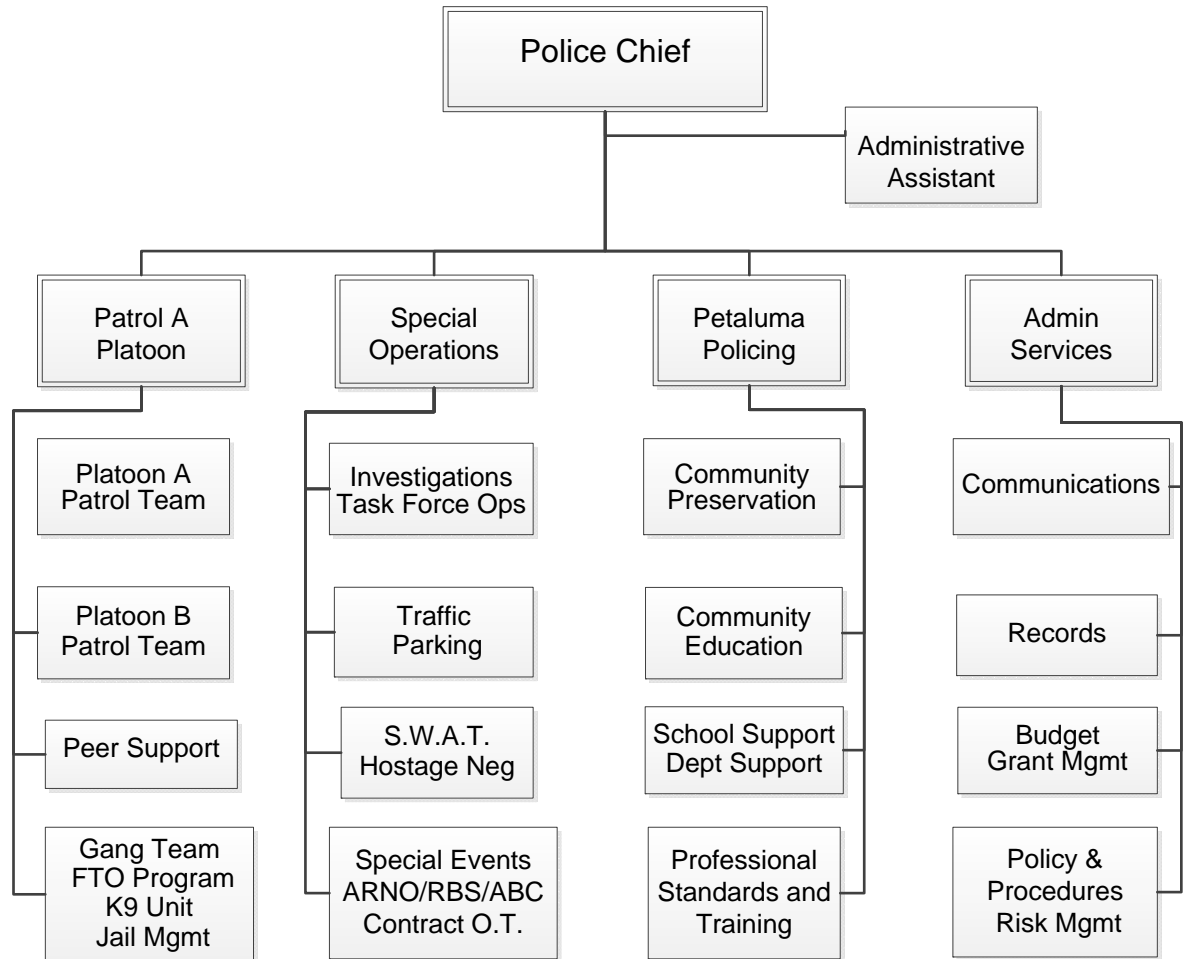 Police Chief
Administrative
Assistant
Patrol A
Platoon
Special
Operations
Petaluma
Policing
Admin
Services
Platoon A
Patrol Team
Investigations
Task Force Ops
Community
Preservation
Communications
Platoon B
Patrol Team
Traffic
Parking
Community
Education
Records
Peer Support
S.W.A.T.
Hostage Neg
School Support
Dept Support
Budget
Grant Mgmt
Gang Team
FTO Program
K9 Unit
Jail Mgmt
Special Events
ARNO/RBS/ABC
Contract O.T.
Professional
Standards and
Training
Policy &
Procedures
Risk Mgmt